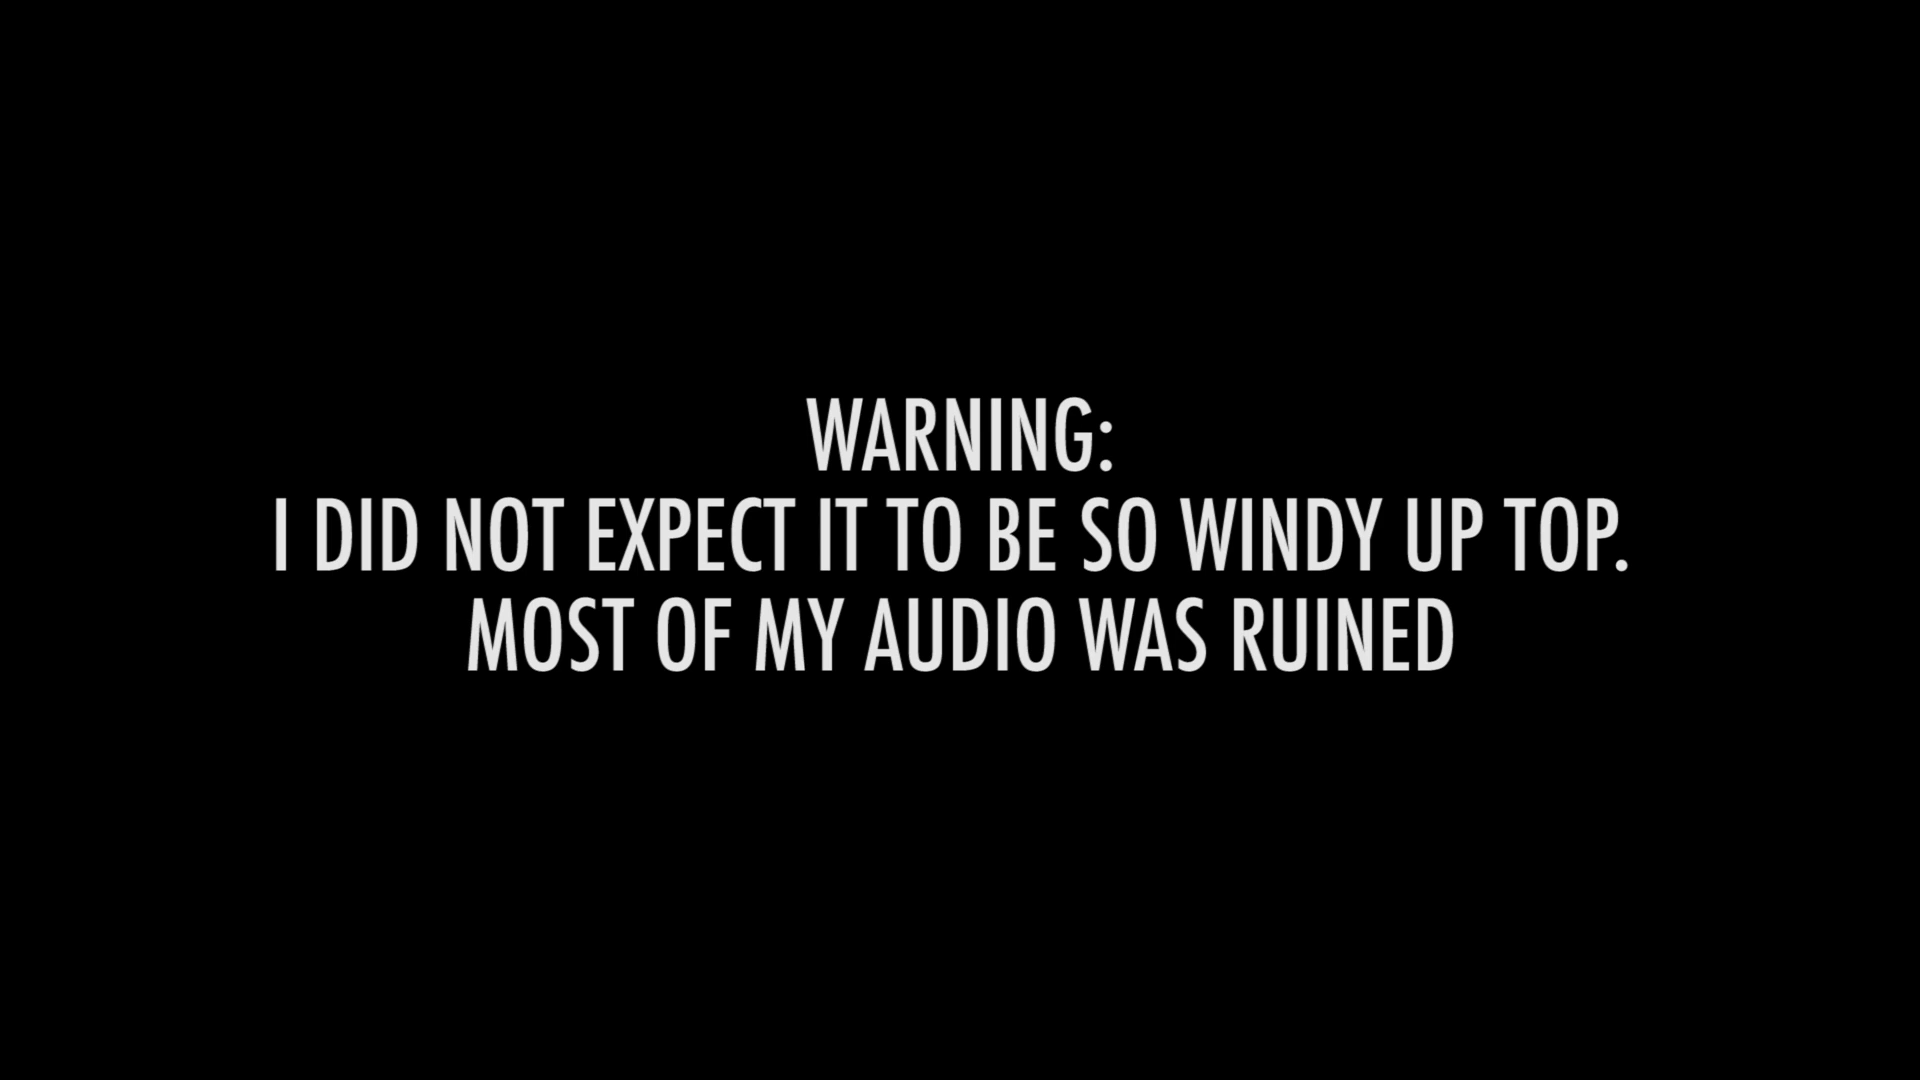 WARNING:
I DID NOT EXPECT IT TO BE SO WINDY UP TOP.
MOST OF MY AUDIO WAS RUINED